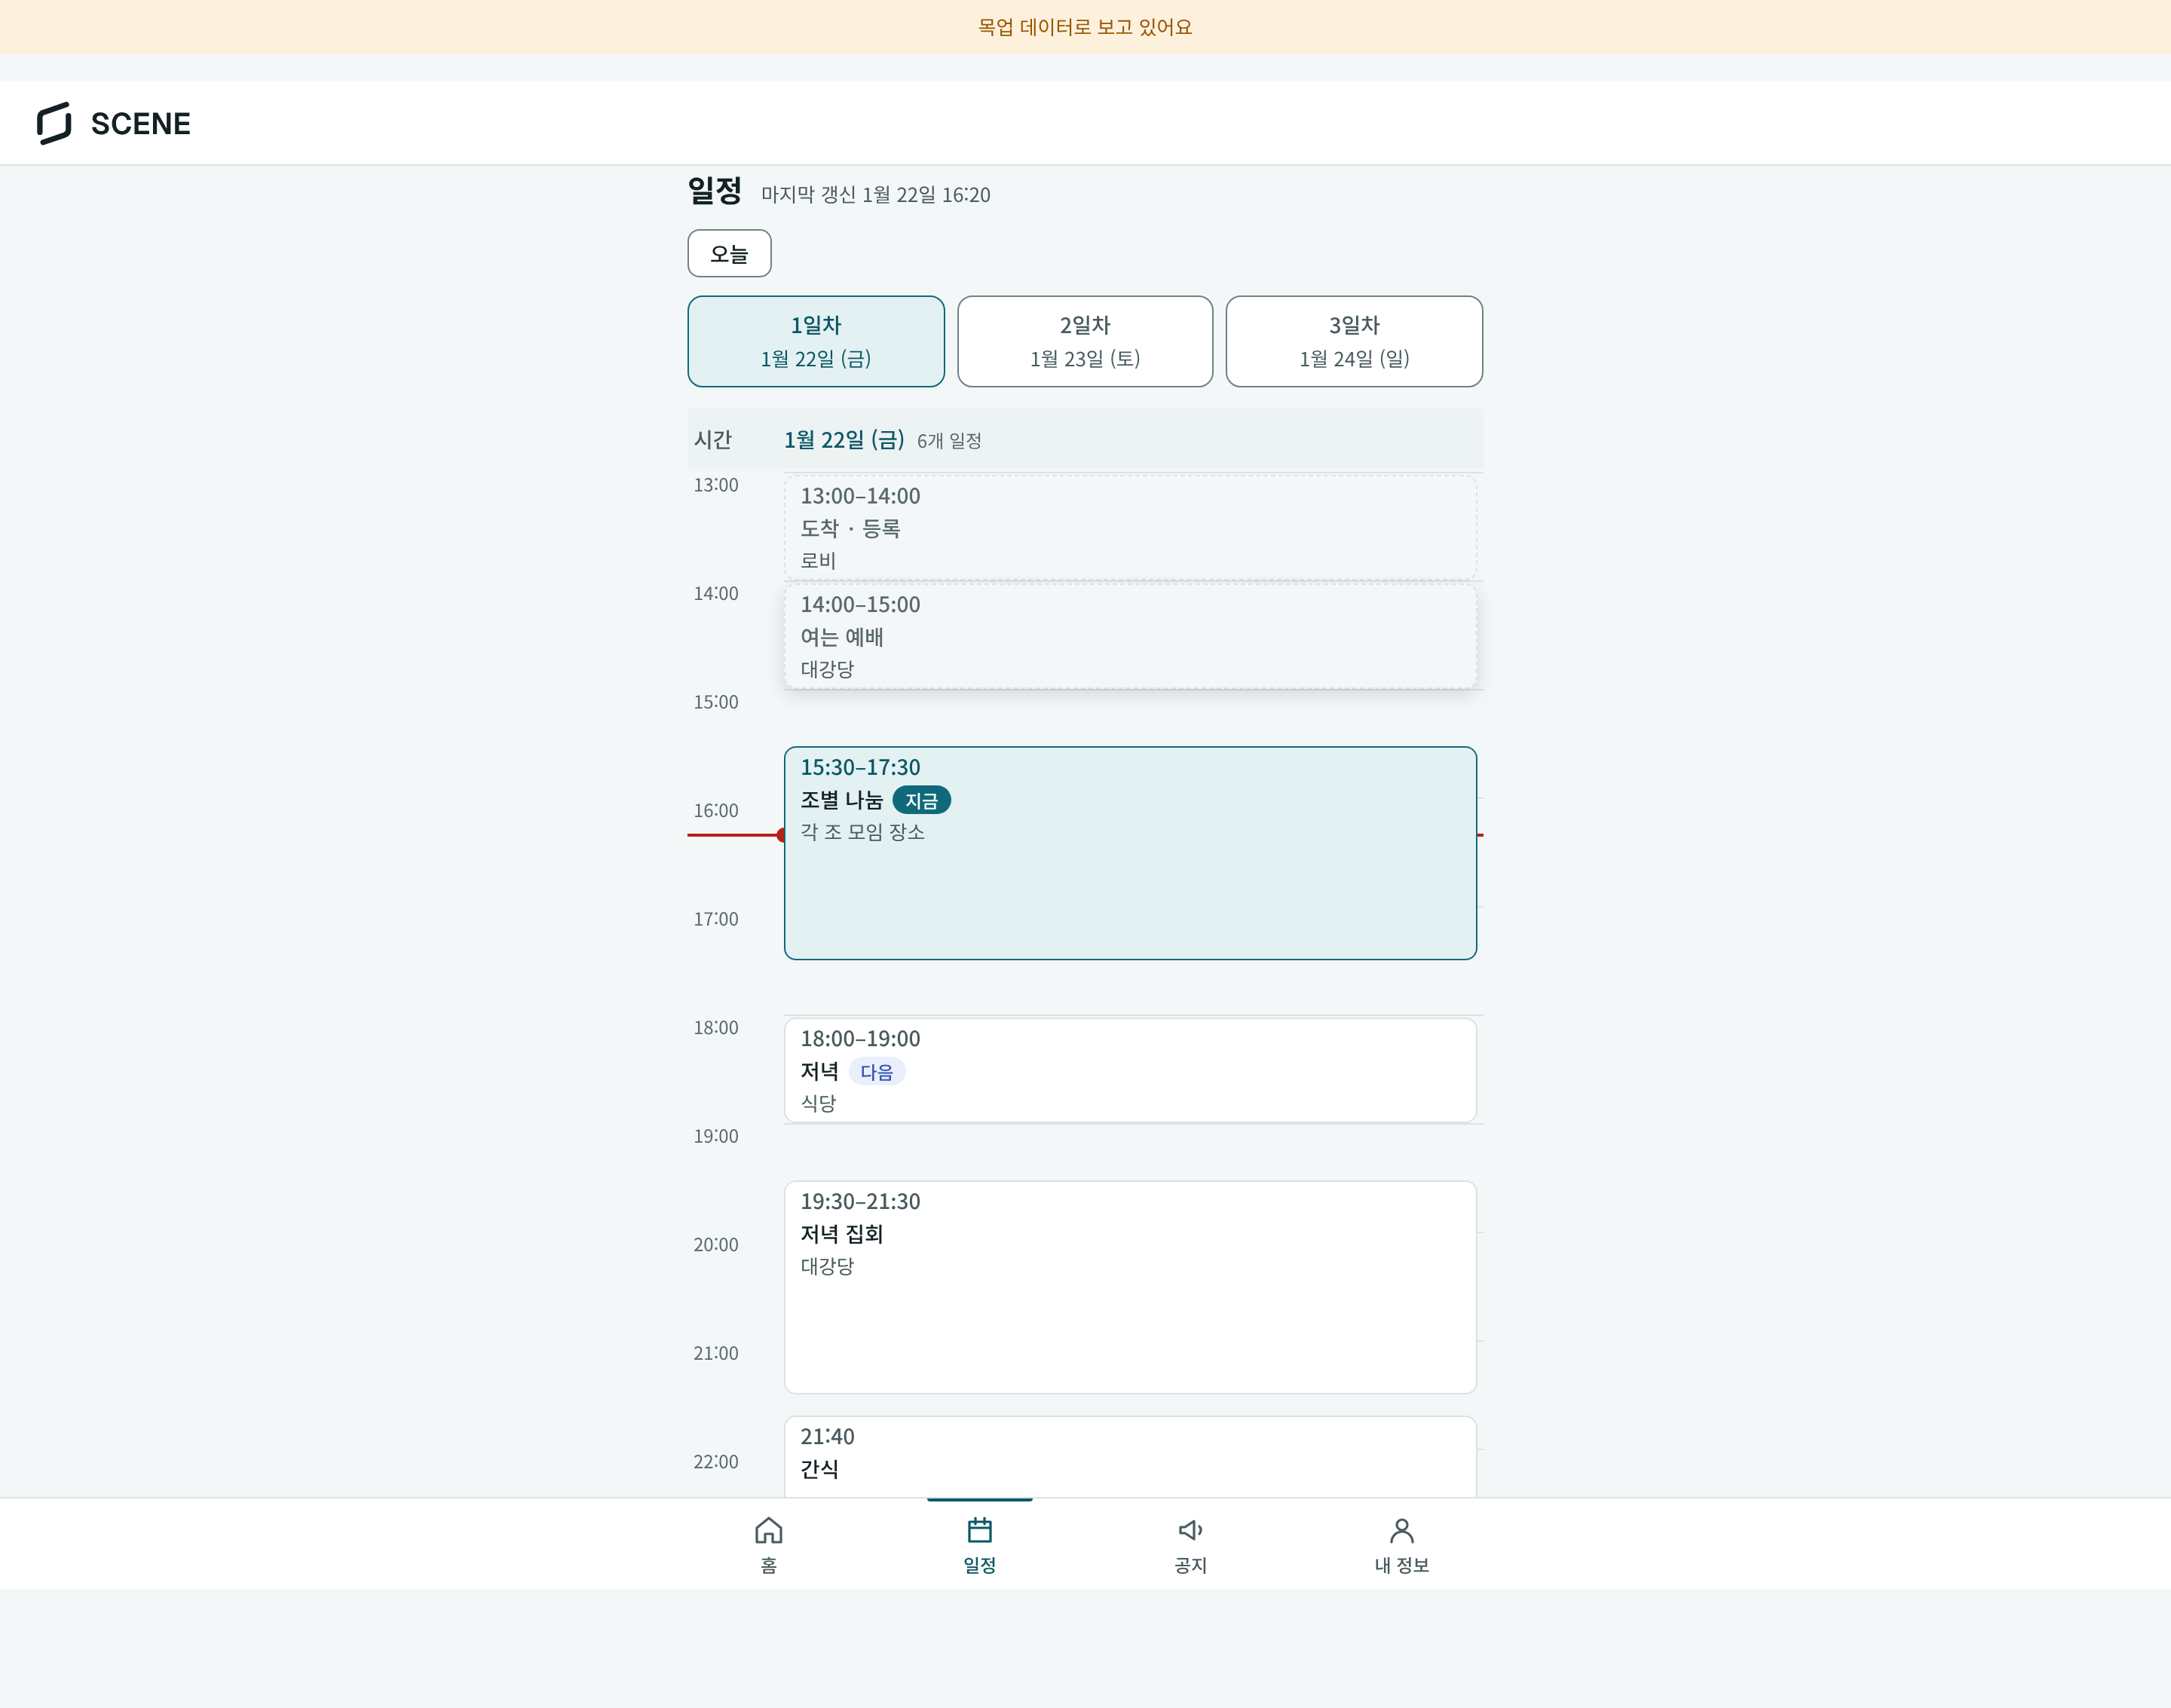 목업 데이터로 보고 있어요
SCENE
일정 마지막 갱신 1월 22일 16:20
오늘
1일차
1월 22일 (금)
2일차
1월 23일 (토)
3일차
1월 24일 (일)
시간 1월 22일 (금) 6개 일정
13:00
13:00–14:00
도착 · 등록
로비
14:00
14:00–15:00
여는 예배
대강당
15:00
15:30–17:30
조별 나눔 지금
각 조 모임 장소
16:00
17:00
18:00
18:00–19:00
저녁 다음
식당
19:00
19:30–21:30
저녁 집회
대강당
20:00
21:00
21:40
간식
22:00
홈
일정
공지
내 정보